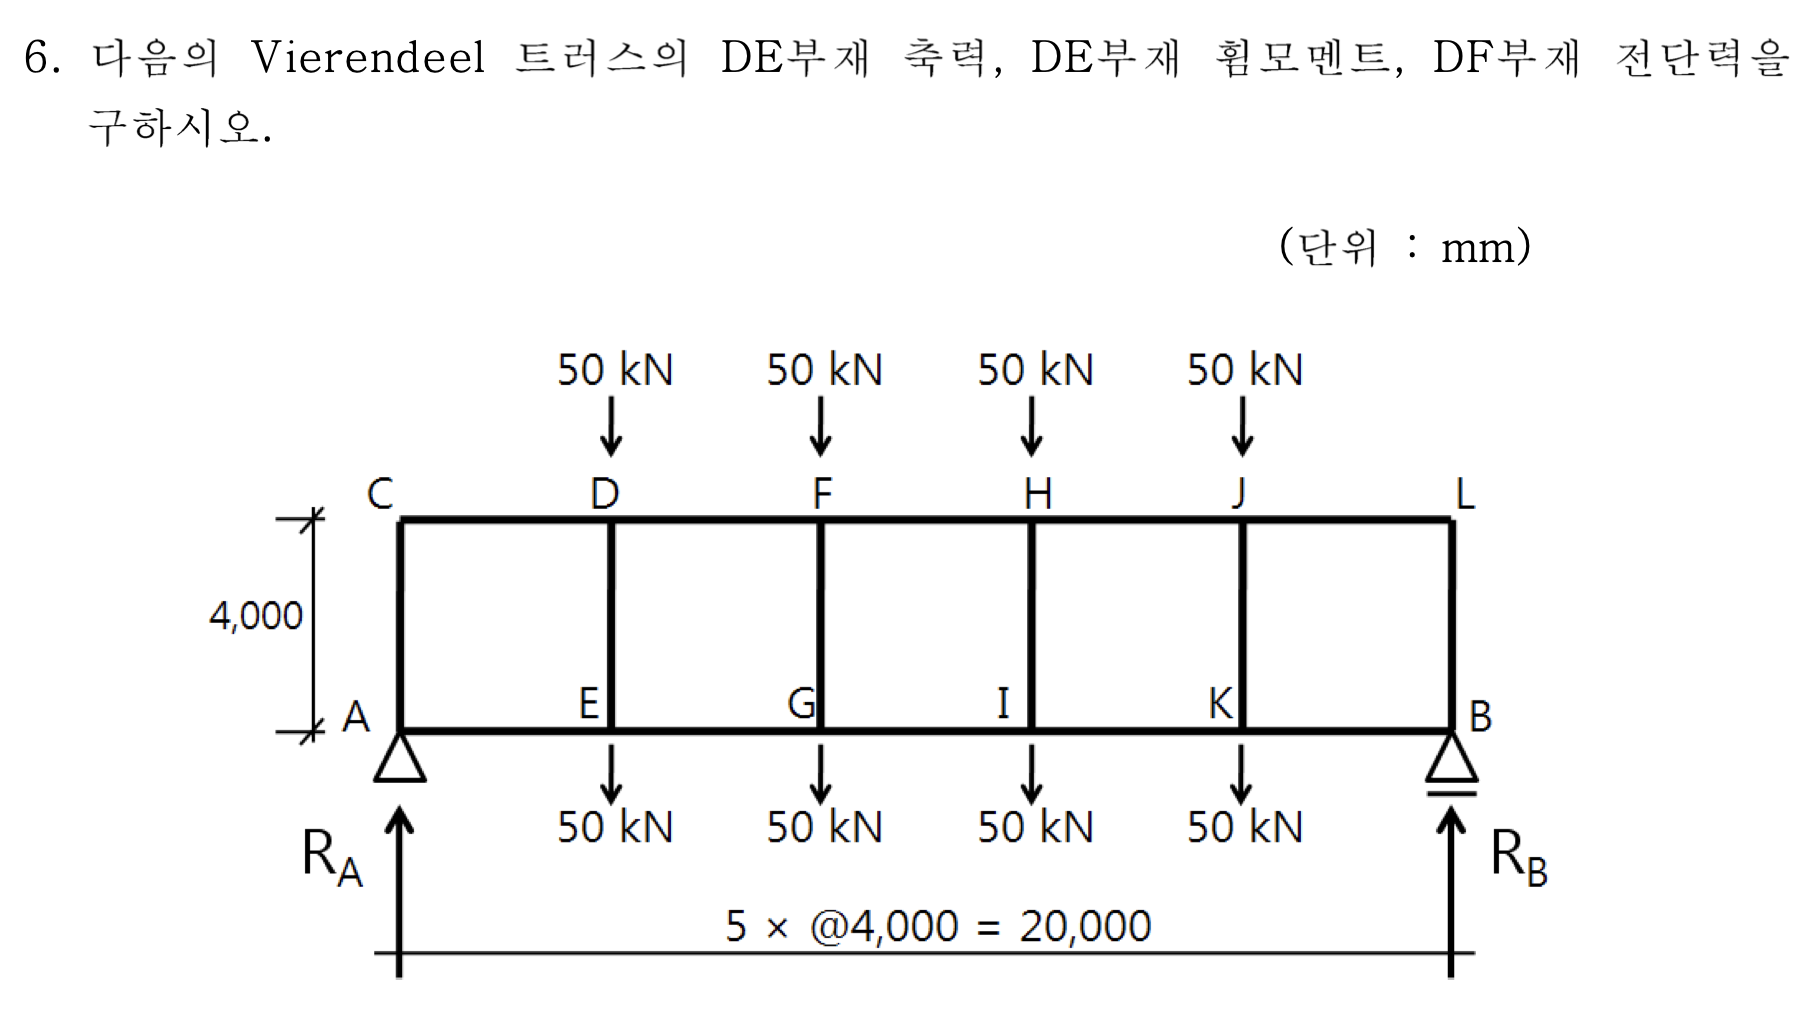 6. 다음의 Vierendeel 트러스의 DE부재 축력, DE부재 휨모멘트, DF부재 전단력을
구하시오.
(단위 : mm)
50 kN 50 kN 50 kN 50 kN
C D F H J L
4,000
A E G I K B
50 kN 50 kN 50 kN 50 kN
RA RB
5 × @4,000 = 20,000